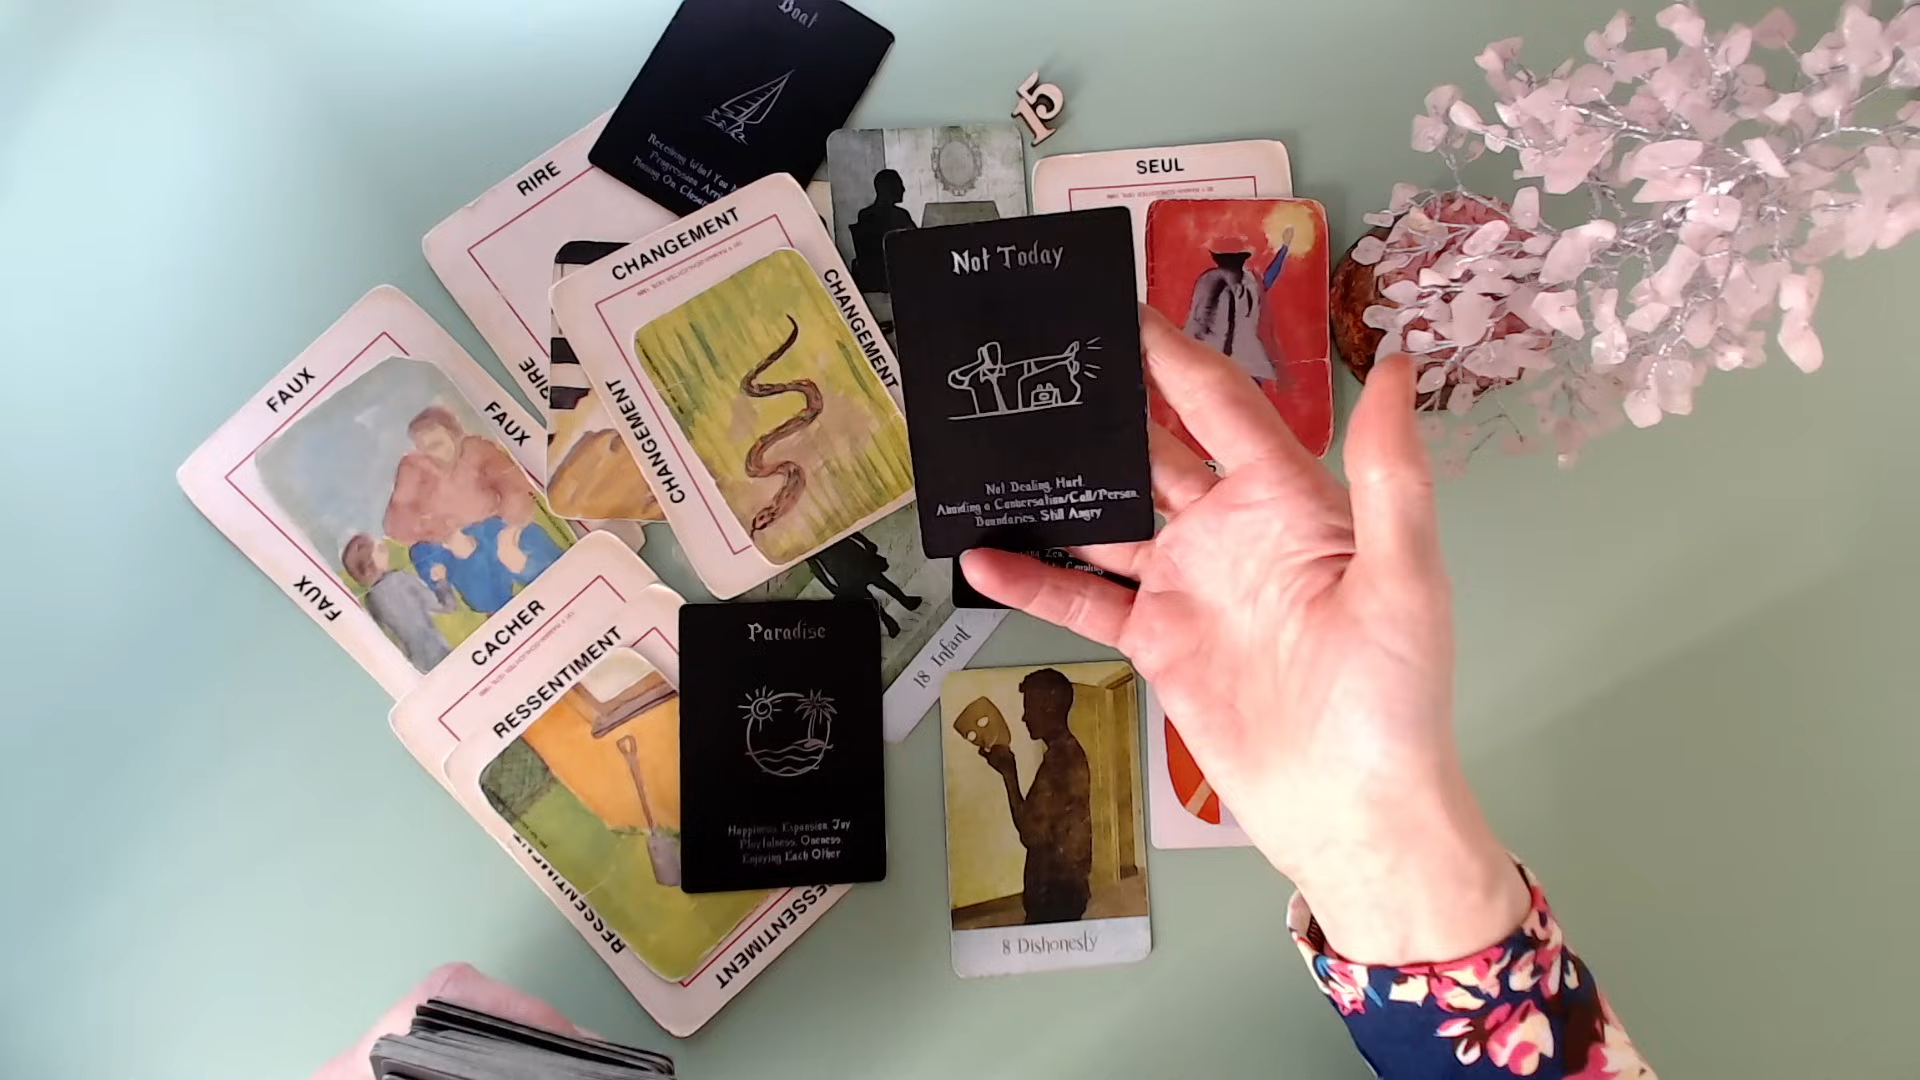 Boat
Receiving What You
Progression
Moving On
RIRE
RIRE
15
SEUL
CHANGEMENT
CHANGEMENT
CHANGEMENT
Not Today
Not Dealing, Hurt,
Avoiding a Conversation/Call/Person,
Boundaries, Still Angry
FAUX
FAUX
FAUX
CACHER
RESSENTIMENT
RESSENTIMENT
RESSENTIMENT
Paradise
Happiness, Expansion, Joy
Playfulness, Oneness,
Enjoying Each Other
18 Infant
8 Dishonesty